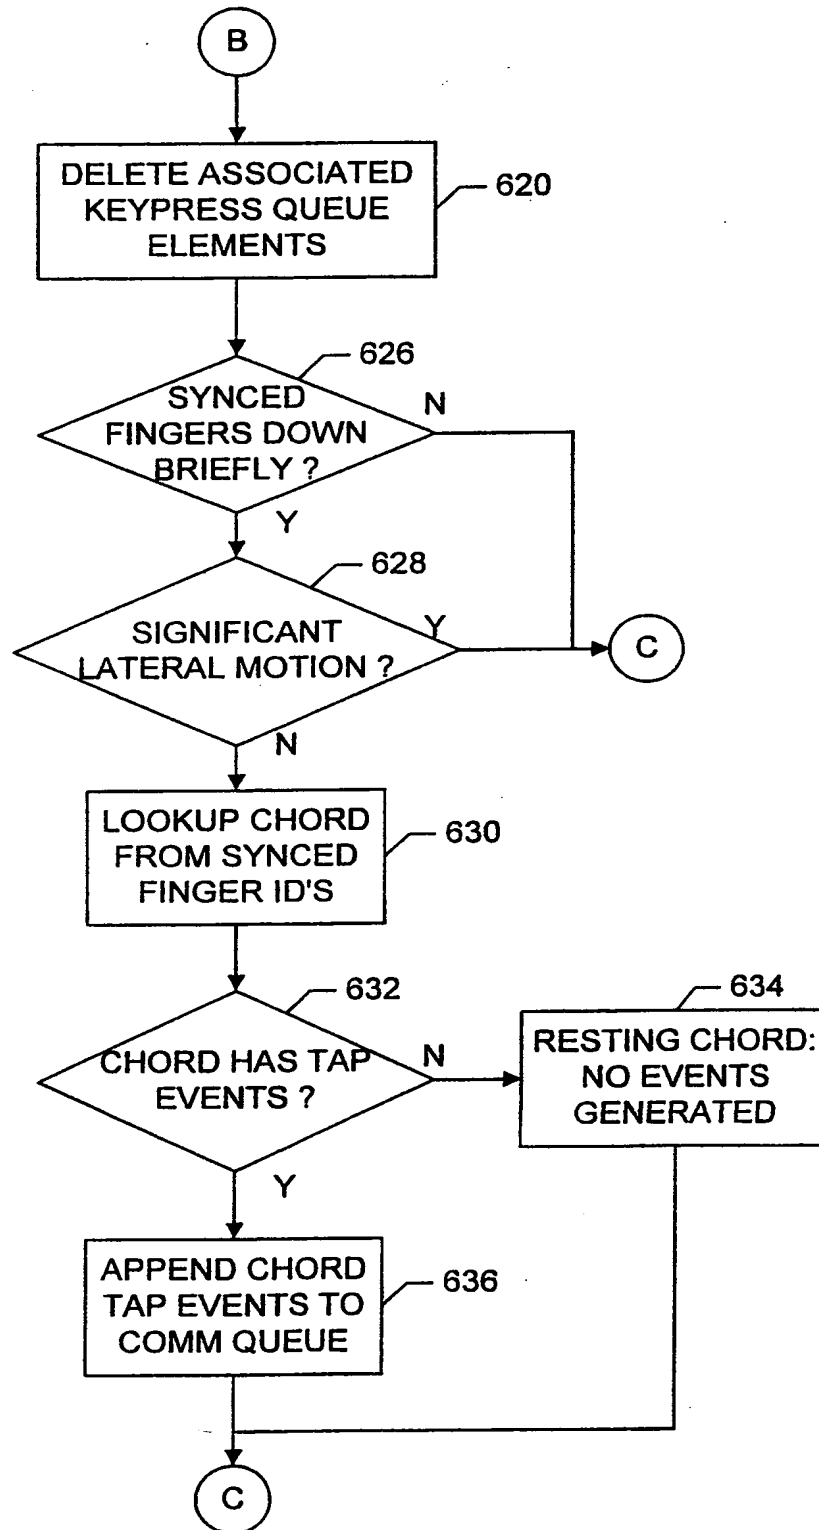 B
DELETE ASSOCIATED
KEYPRESS QUEUE
ELEMENTS
620
626
SYNCED
FINGERS DOWN
BRIEFLY ?
N
Y
628
SIGNIFICANT
LATERAL MOTION ?
Y
C
N
LOOKUP CHORD
FROM SYNCED
FINGER ID'S
630
632
CHORD HAS TAP
EVENTS ?
N
634
RESTING CHORD:
NO EVENTS
GENERATED
Y
APPEND CHORD
TAP EVENTS TO
COMM QUEUE
636
C